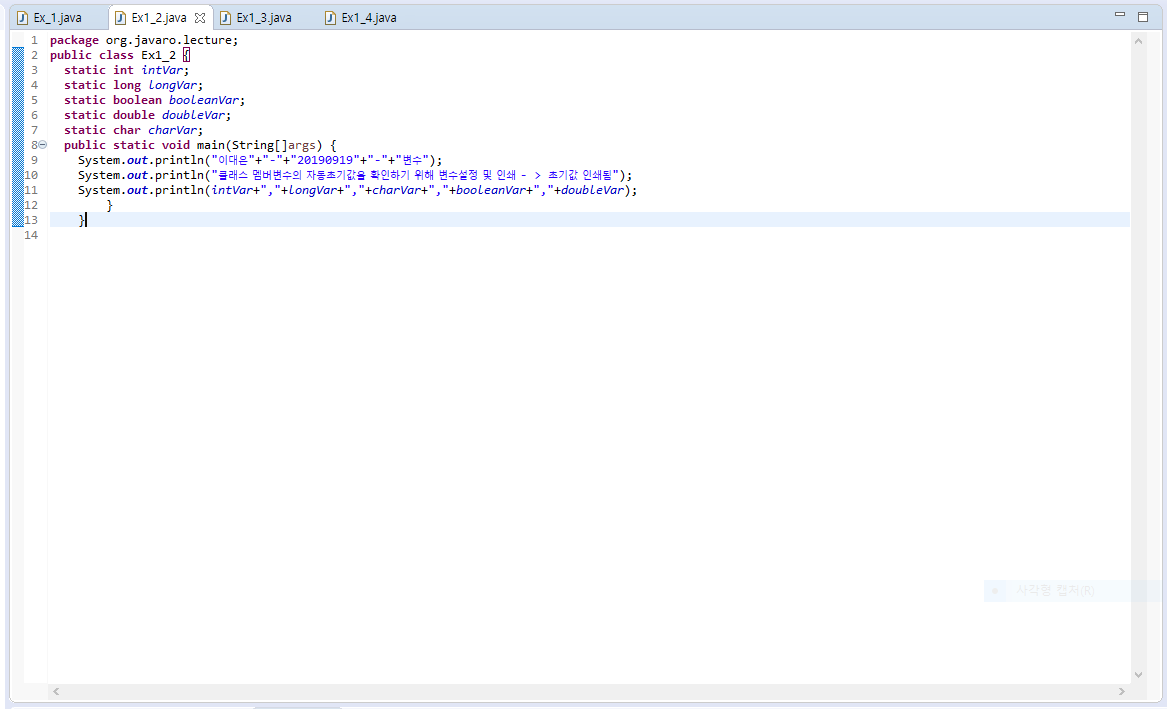 Ex_1.java Ex1_2.java Ex1_3.java Ex1_4.java
1 package org.javaro.lecture;
2 public class Ex1_2 {
3 static int intVar;
4 static long longVar;
5 static boolean booleanVar;
6 static double doubleVar;
7 static char charVar;
8 public static void main(String[]args) {
9 System.out.println("이대은"+"-"+"20190919"+"-"+"변수");
10 System.out.println("클래스 멤버변수의 자동초기값을 확인하기 위해 변수설정 및 인쇄 - > 초기값 인쇄됨");
11 System.out.println(intVar+","+longVar+","+charVar+","+booleanVar+","+doubleVar);
12 }
13 }
14
사각형 캡처(R)